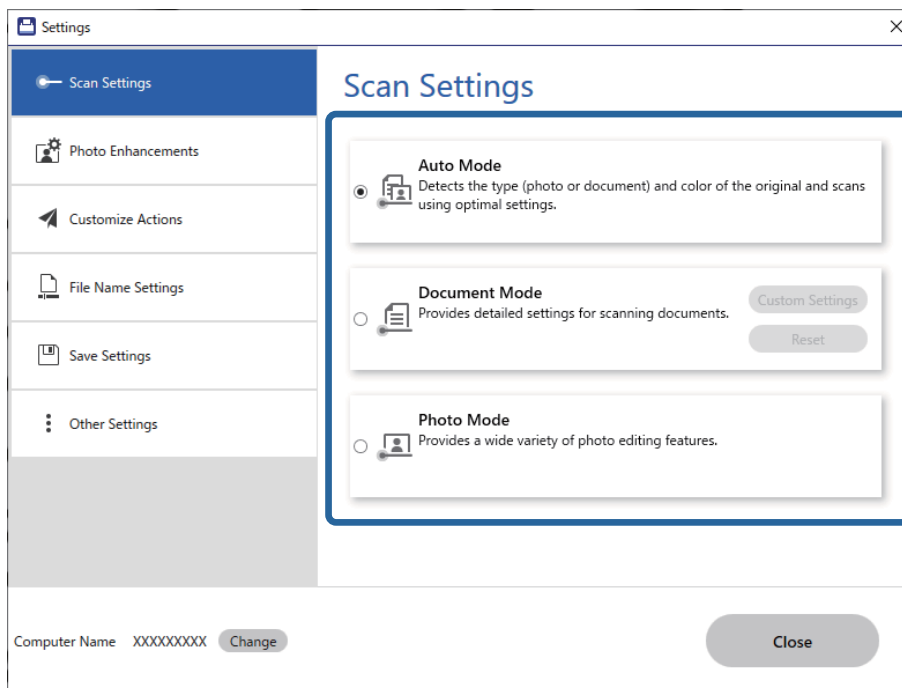 Settings
Scan Settings
Photo Enhancements
Customize Actions
File Name Settings
Save Settings
Other Settings
Scan Settings
Auto Mode
Detects the type (photo or document) and color of the original and scans
using optimal settings.
Document Mode
Provides detailed settings for scanning documents.
Custom Settings
Reset
Photo Mode
Provides a wide variety of photo editing features.
Computer Name XXXXXXXXX Change
Close